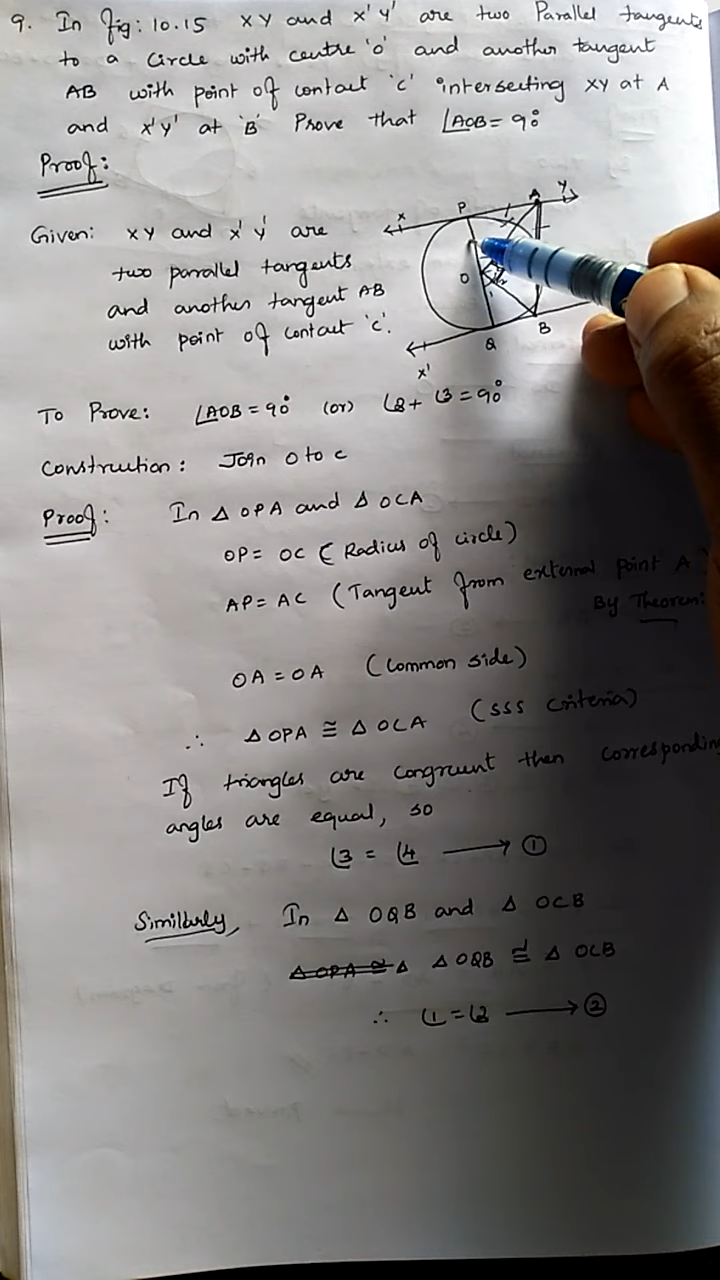 9. In fig: 10.15 XY and X'Y' are two Parallel tangents
to a Circle with centre 'O' and another tangent
AB with point of contact 'C' intersecting XY at A
and X'Y' at 'B' Prove that ∠AOB = 90°
Proof:
Given: XY and X'Y' are
two parallel tangents
and another tangent AB
with point of contact 'C'.
X P A Y
O
Q B
X'
To Prove: ∠AOB = 90° (or) ∠2 + ∠3 = 90°
Construction: Join O to C
Proof: In Δ OPA and Δ OCA
OP = OC (Radius of circle)
AP = AC (Tangent from external point A
By Theorem:
OA = OA (Common side)
∴ Δ OPA ≅ Δ OCA (SSS Criteria)
If triangles are congruent then corresponding
angles are equal, so
∠3 = ∠4 ⟶ ①
Similarly, In Δ OQB and Δ OCB
Δ OPA ≅ Δ Δ OQB ≅ Δ OCB
∴ ∠1 = ∠2 ⟶ ②